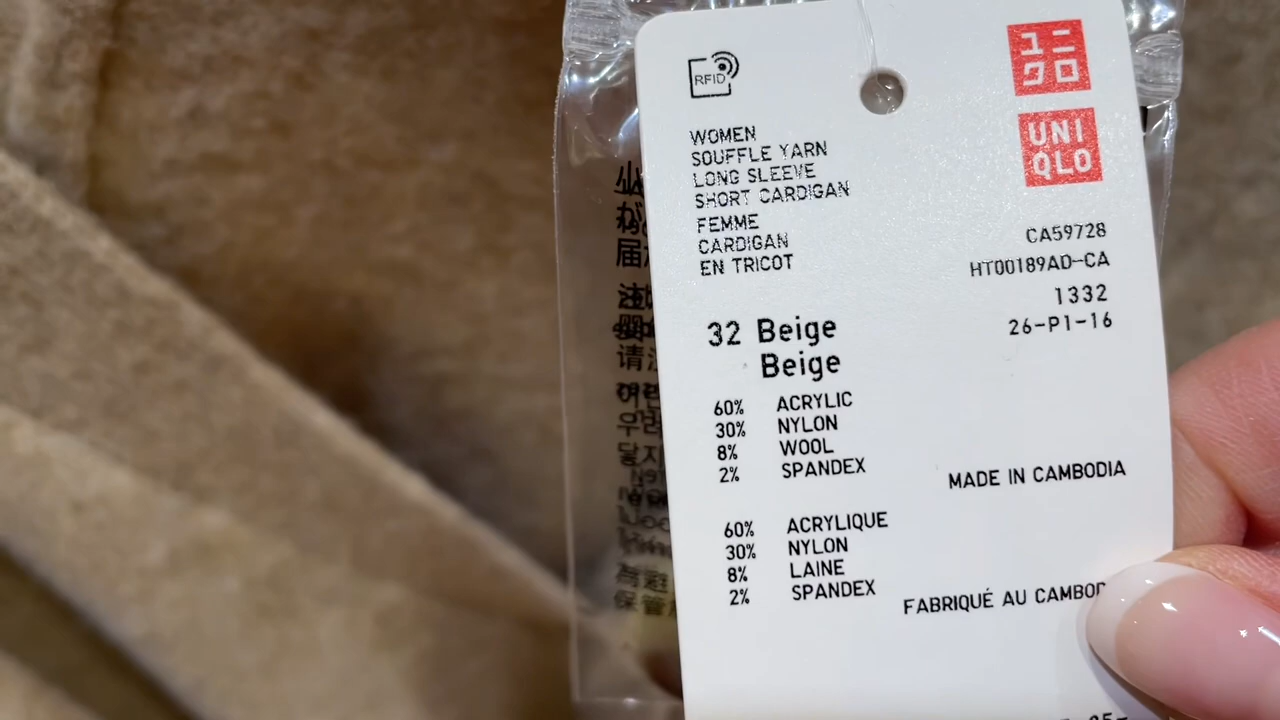 RFID
ユニ
クロ
UNI
QLO
WOMEN
SOUFFLE YARN
LONG SLEEVE
SHORT CARDIGAN
FEMME
CARDIGAN
EN TRICOT
CA59728
HT00189AD-CA
1332
26-P1-16
32 Beige
Beige
60% ACRYLIC
30% NYLON
8% WOOL
2% SPANDEX
MADE IN CAMBODIA
60% ACRYLIQUE
30% NYLON
8% LAINE
2% SPANDEX
FABRIQUÉ AU